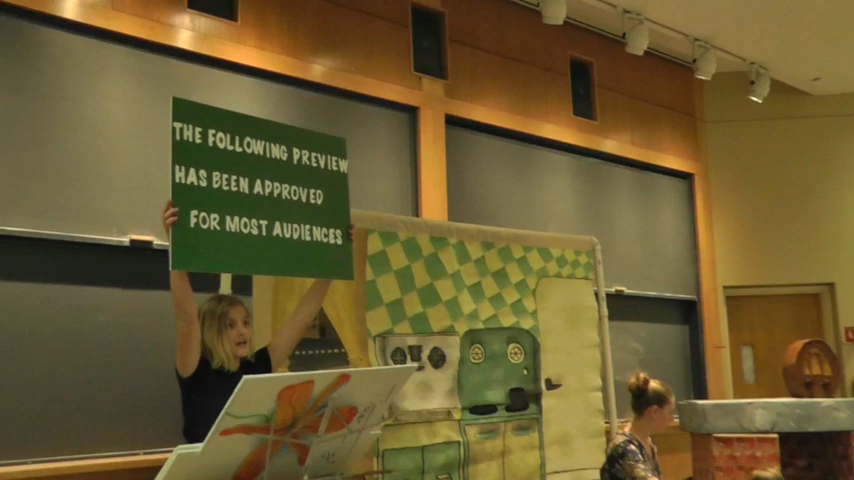 THE FOLLOWING PREVIEW
HAS BEEN APPROVED
FOR MOST AUDIENCES